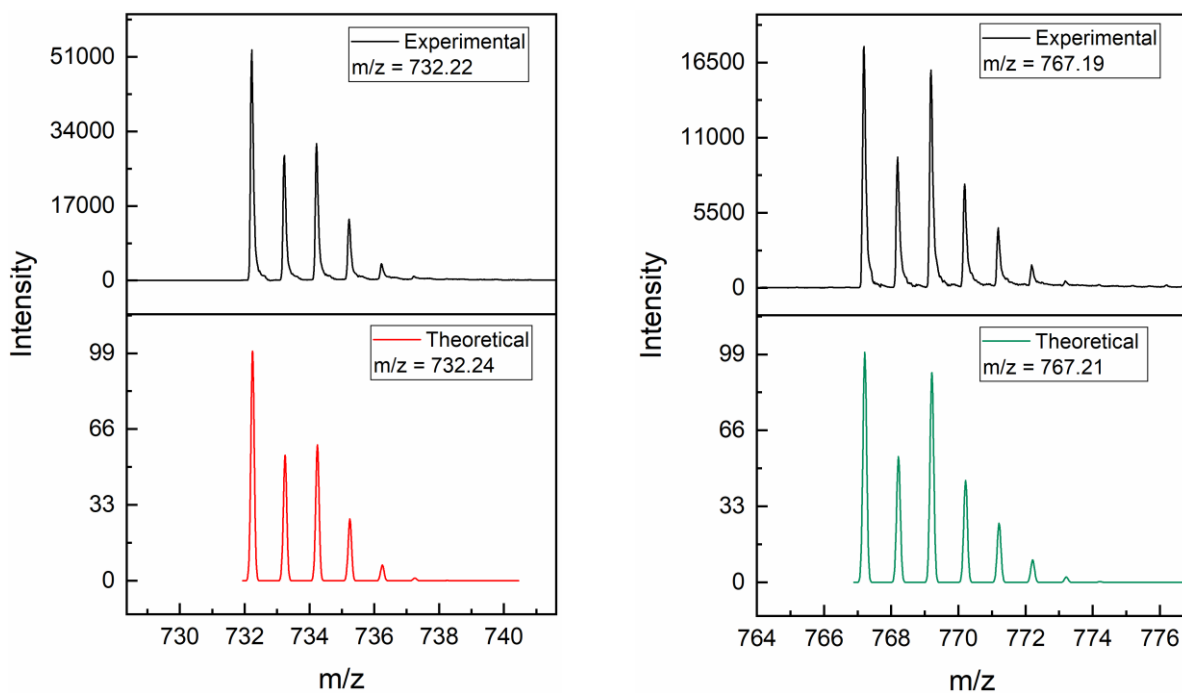 Experimental
m/z = 732.22
51000
34000
17000
0
Intensity
Theoretical
m/z = 732.24
99
66
33
0
Intensity
730 732 734 736 738 740
m/z
Experimental
m/z = 767.19
16500
11000
5500
0
Intensity
Theoretical
m/z = 767.21
99
66
33
0
Intensity
764 766 768 770 772 774 776
m/z